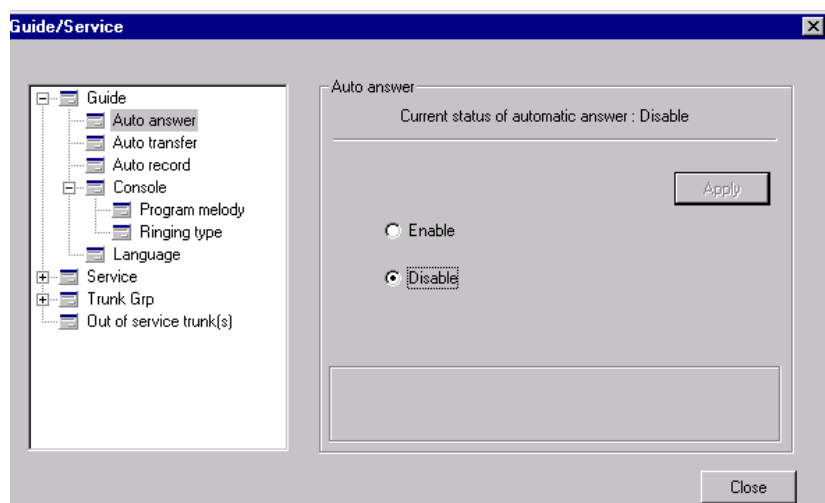 Guide/Service
Guide
Auto answer
Auto transfer
Auto record
Console
Program melody
Ringing type
Language
Service
Trunk Grp
Out of service trunk(s)
Auto answer
Current status of automatic answer : Disable
Apply
Enable
Disable
Close